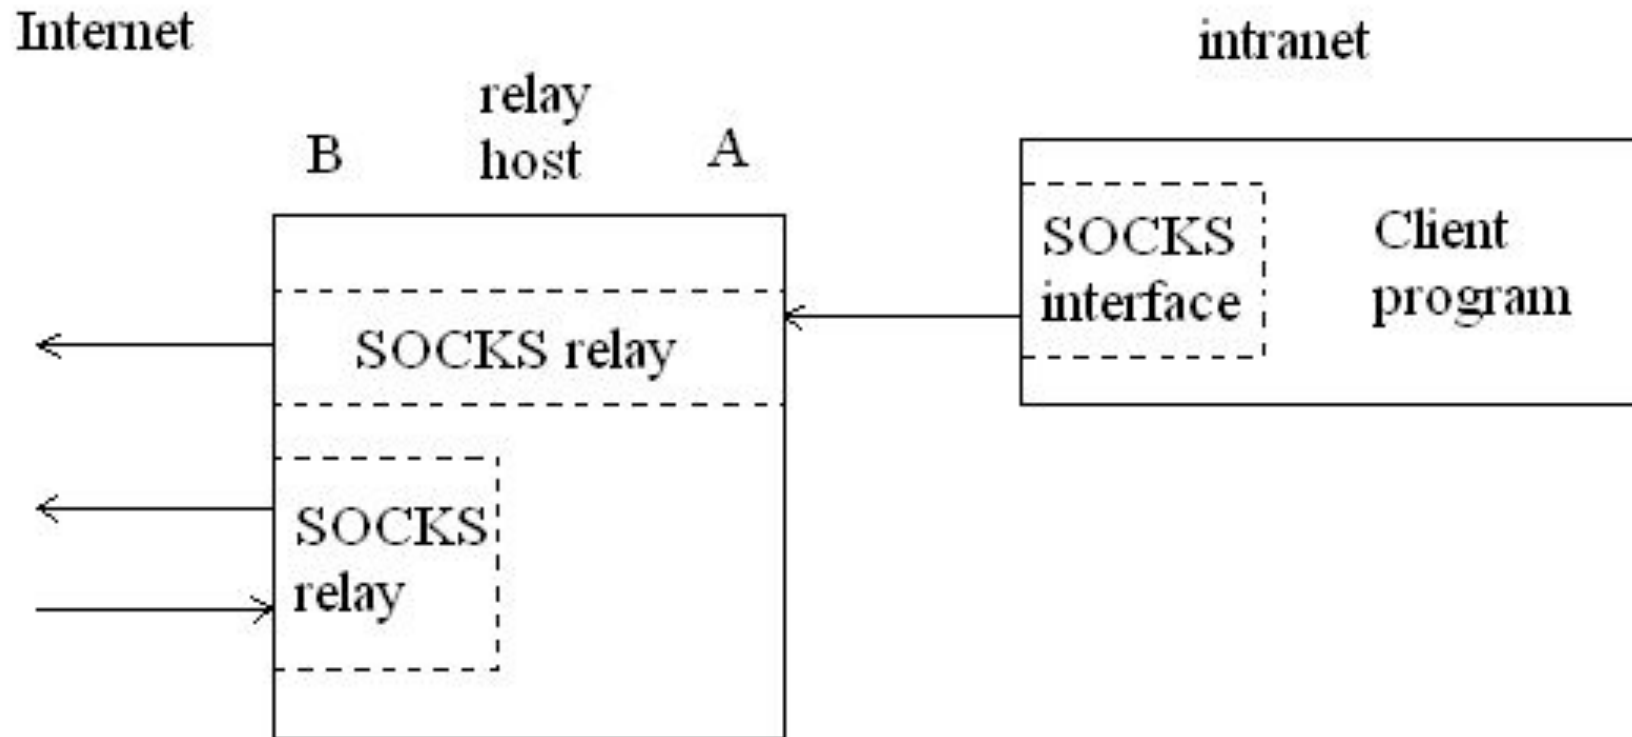 Internet
intranet
relay
host
B
A
SOCKS
interface
Client
program
SOCKS relay
SOCKS
relay